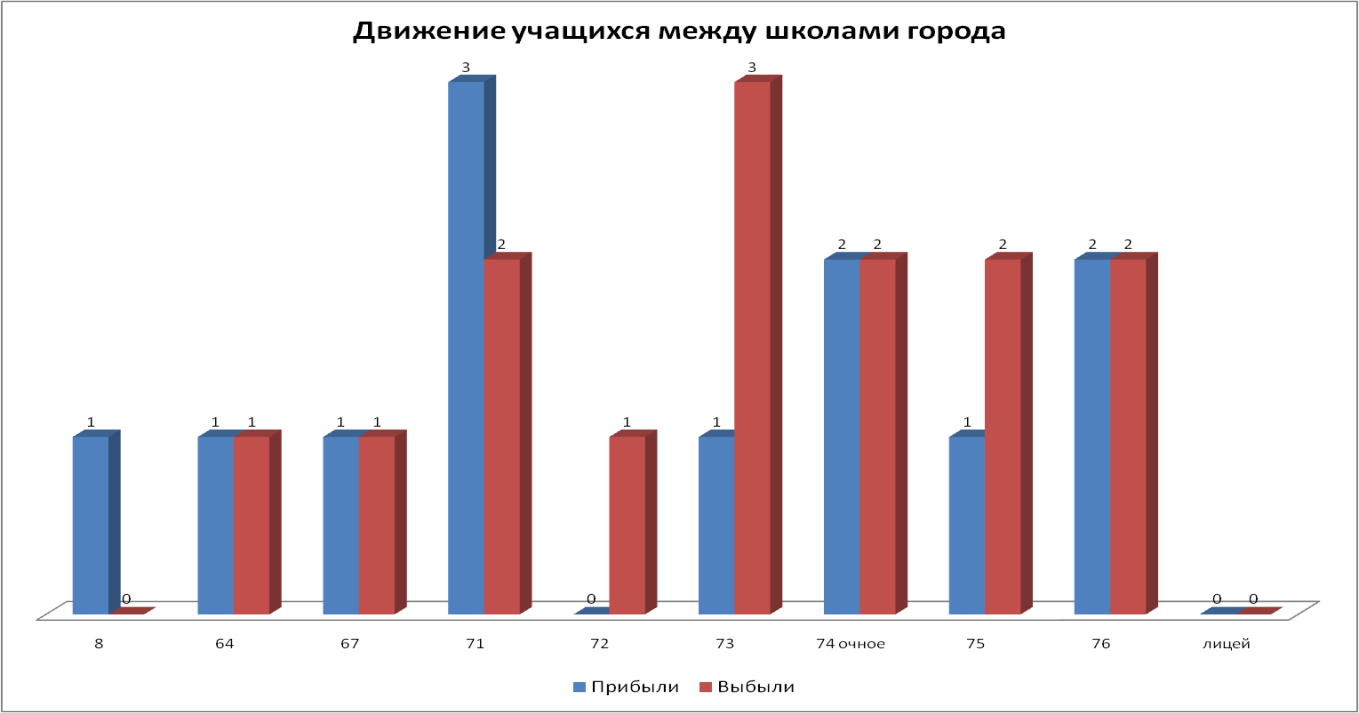 Движение учащихся между школами города
3 3
2 2 2 2 2 2
1 1 1 1 1 1 1 1
0 0 0 0
8 64 67 71 72 73 74 очное 75 76 лицей
Прибыли Выбыли